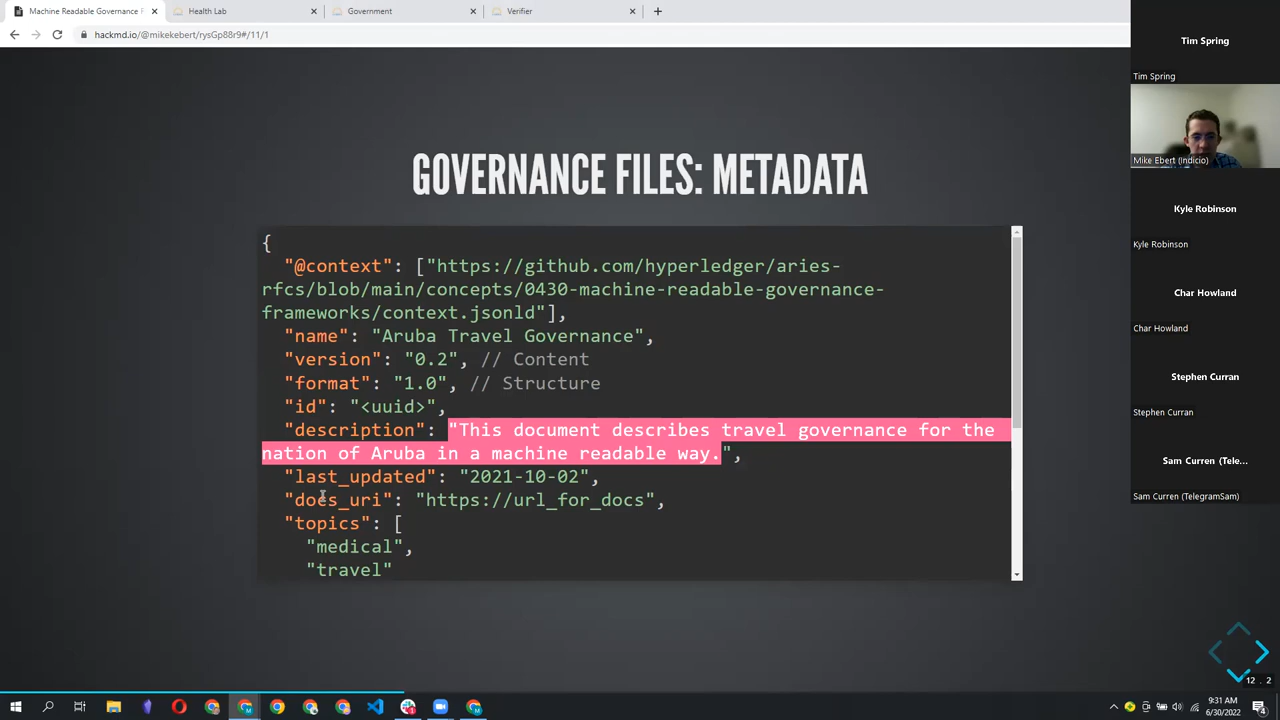 Machine Readable Governance F
Health Lab
Government
Verifier
hackmd.io/@mikekebert/rysGp88r9#/11/1
GOVERNANCE FILES: METADATA
{
"@context": ["https://github.com/hyperledger/aries-
rfcs/blob/main/concepts/0430-machine-readable-governance-
frameworks/context.jsonld"],
"name": "Aruba Travel Governance",
"version": "0.2", // Content
"format": "1.0", // Structure
"id": "<uuid>",
"description": "This document describes travel governance for the
nation of Aruba in a machine readable way.",
"last_updated": "2021-10-02",
"docs_uri": "https://url_for_docs",
"topics": [
"medical",
"travel"
Tim Spring
Tim Spring
Mike Ebert (Indicio)
Kyle Robinson
Kyle Robinson
Char Howland
Char Howland
Stephen Curran
Stephen Curran
Sam Curren (Tele...
Sam Curren (TelegramSam)
12 . 2
9:31 AM
6/30/2022
4